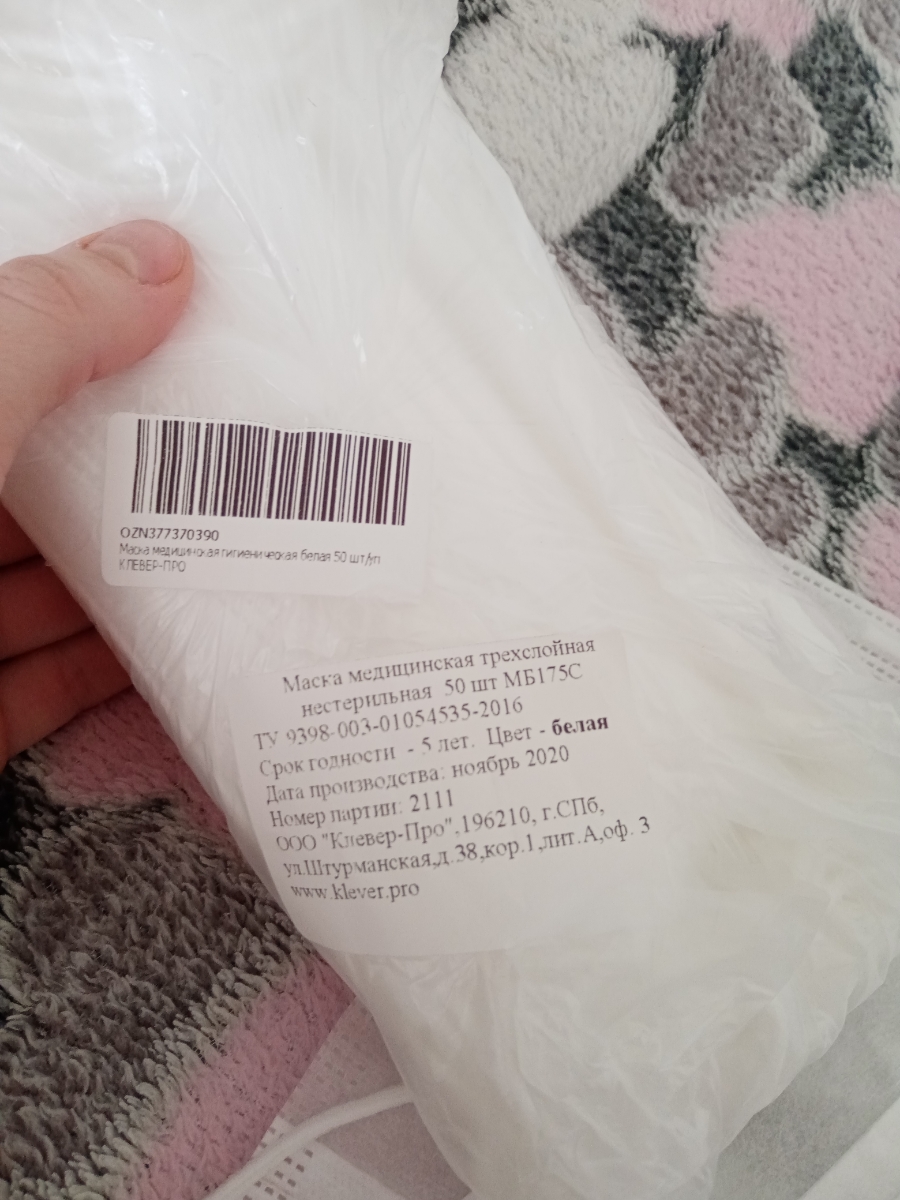 OZN377370390
Маска медицинская гигиеническая белая 50 шт/уп
КЛЕВЕР-ПРО
Маска медицинская трехслойная
нестерильная 50 шт МБ175С
ТУ 9398-003-01054535-2016
Срок годности - 5 лет. Цвет - белая
Дата производства: ноябрь 2020
Номер партии: 2111
ООО "Клевер-Про",196210, г.СПб,
ул.Штурманская,д.38,кор.1,лит.А,оф. 3
www.klever.pro